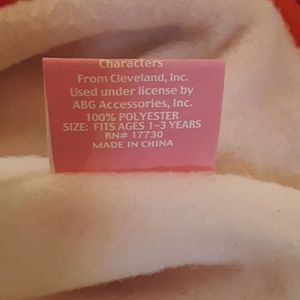 Characters
From Cleveland, Inc.
Used under license by
ABG Accessories, Inc.
100% POLYESTER
SIZE: FITS AGES 1–3 YEARS
RN# 17730
MADE IN CHINA